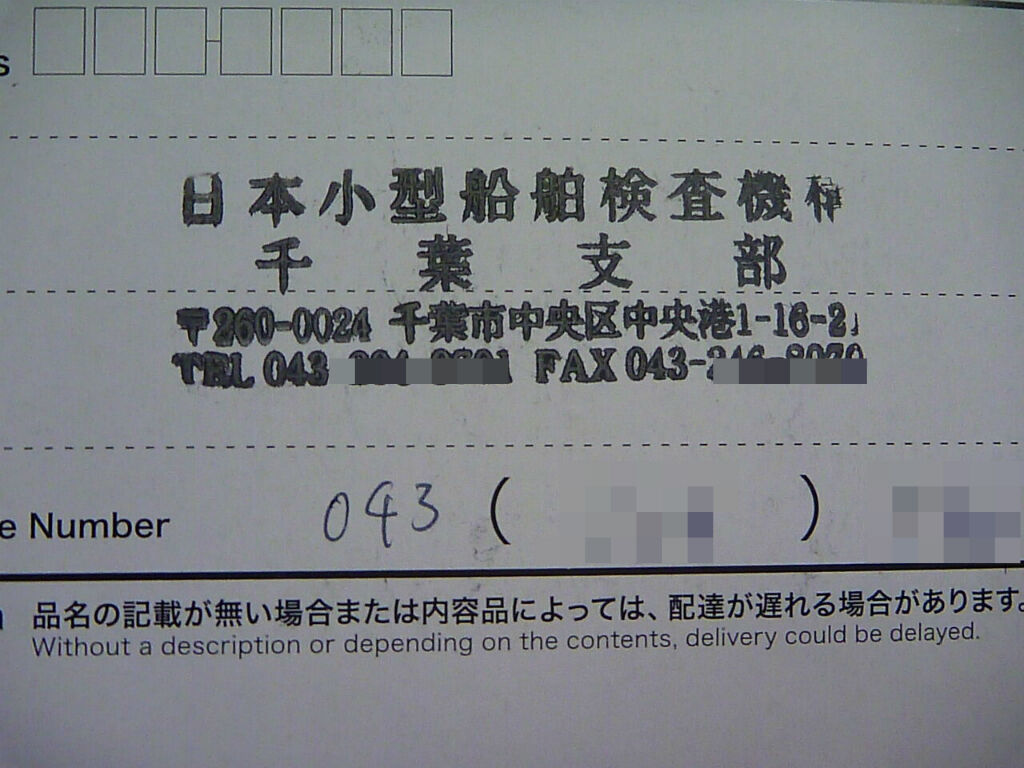 日本小型船舶検査機構
千葉支部
〒260-0024 千葉市中央区中央港1-16-2
TEL 043 FAX 043-2
e Number 043 ( )
品名の記載が無い場合または内容品によっては、配達が遅れる場合があります。
Without a description or depending on the contents, delivery could be delayed.